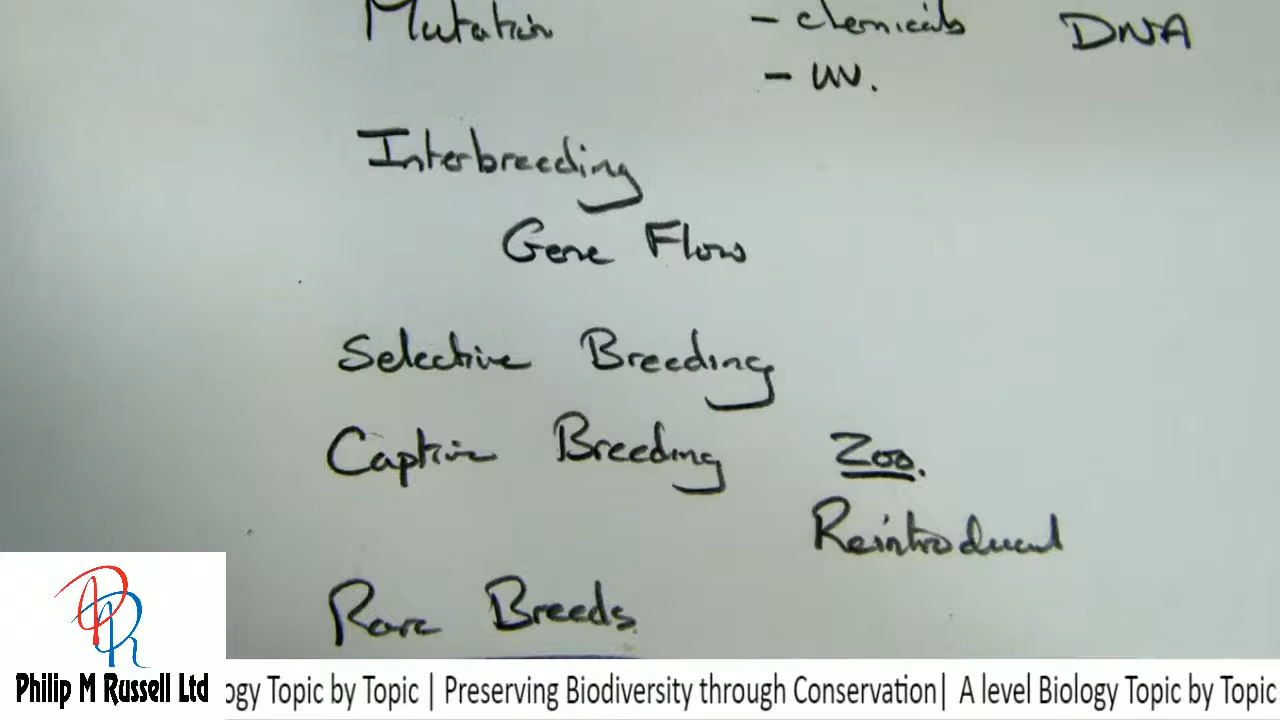 Mutation - chemicals DNA
- UV.
Interbreeding
Gene Flow
Selective Breeding
Captive Breeding Zoo.
Reintroduced
Rare Breeds
Philip M Russell Ltd
ogy Topic by Topic | Preserving Biodiversity through Conservation| A level Biology Topic by Topic